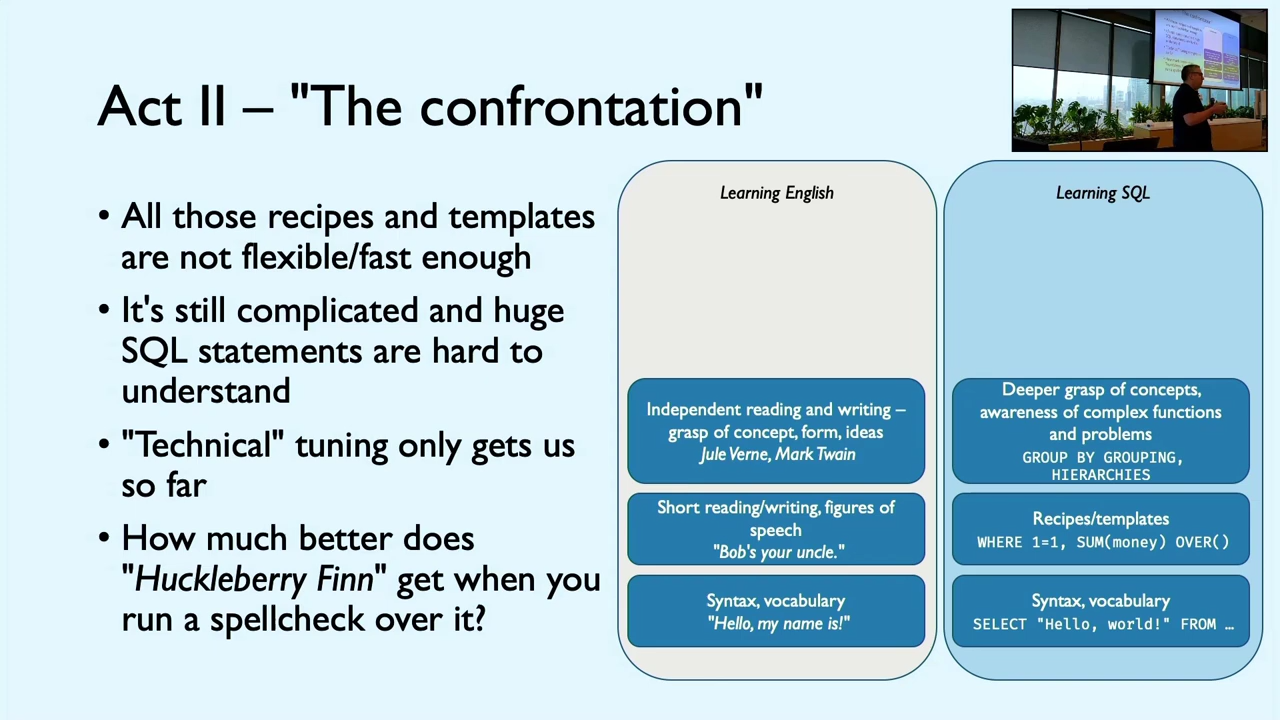 Act II – "The confrontation"
• All those recipes and templates
are not flexible/fast enough
• It's still complicated and huge
SQL statements are hard to
understand
• "Technical" tuning only gets us
so far
• How much better does
"Huckleberry Finn" get when you
run a spellcheck over it?
Learning English
Independent reading and writing –
grasp of concept, form, ideas
Jule Verne, Mark Twain
Short reading/writing, figures of
speech
"Bob's your uncle."
Syntax, vocabulary
"Hello, my name is!"
Learning SQL
Deeper grasp of concepts,
awareness of complex functions
and problems
GROUP BY GROUPING,
HIERARCHIES
Recipes/templates
WHERE 1=1, SUM(money) OVER()
Syntax, vocabulary
SELECT "Hello, world!" FROM …